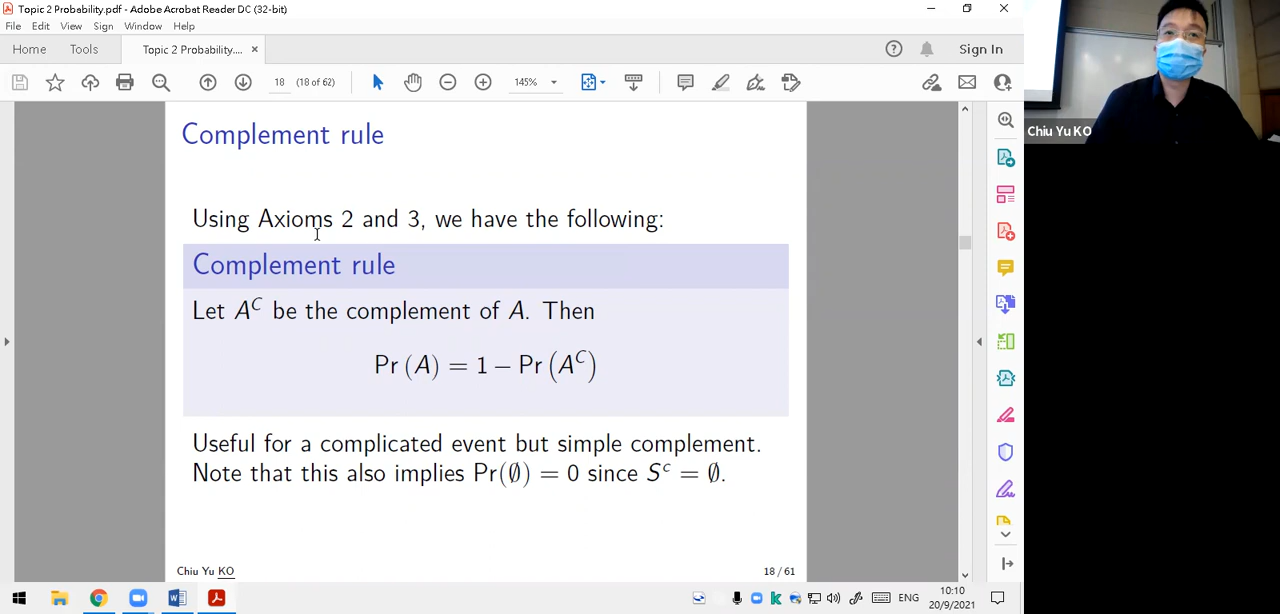 Topic 2 Probability.pdf - Adobe Acrobat Reader DC (32-bit)
File Edit View Sign Window Help
Home Tools Topic 2 Probability.... × Sign In
18 (18 of 62) 145%
Complement rule
Using Axioms 2 and 3, we have the following:
Complement rule
Let A^C be the complement of A. Then
Pr (A) = 1 − Pr (A^C)
Useful for a complicated event but simple complement.
Note that this also implies Pr(∅) = 0 since S^c = ∅.
Chiu Yu KO 18 / 61
Chiu Yu KO
ENG 10:10
20/9/2021